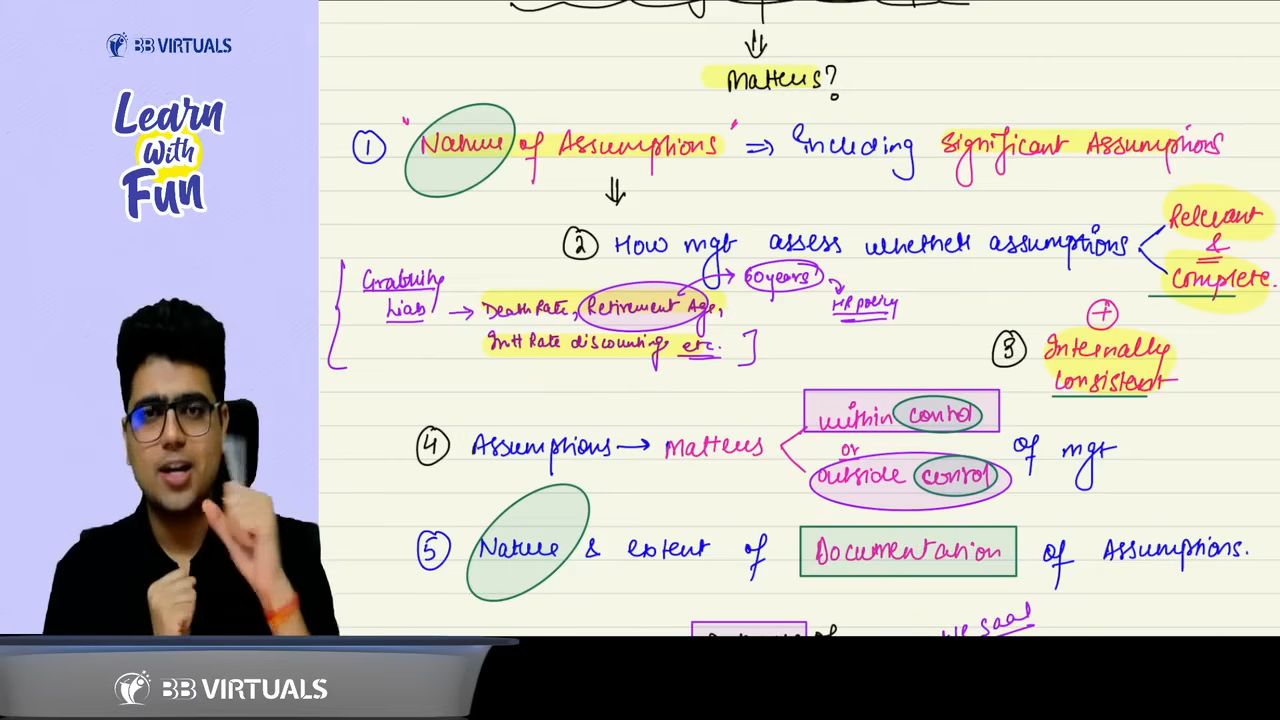 BB VIRTUALS
Learn
With
Fun
Matters?
① "Nature of Assumptions" ⇒ Including significant Assumptions
② How mgt assess whether assumptions
Relevant
&
Complete.
Gratuity
Liab → Death Rate, Retirement Age,
Intt Rate discounting etc.
60 years
HR policy
+
③ Internally
consistent
④ Assumptions → Matters
within control
or
outside control
of mgt
⑤ Nature & extent of Documentation of Assumptions.
BB VIRTUALS